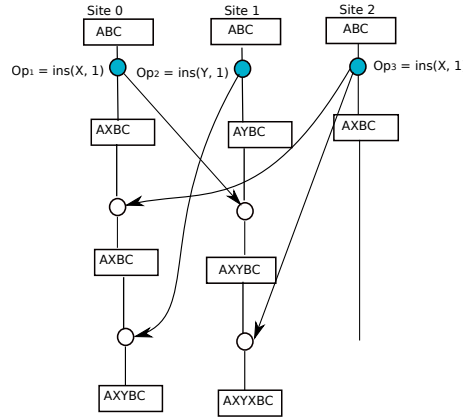 Site 0 Site 1 Site 2
ABC ABC ABC
Op₁ = ins(X, 1) Op₂ = ins(Y, 1) Op₃ = ins(X, 1
AXBC AYBC AXBC
AXBC AXYBC
AXYBC AXYXBC